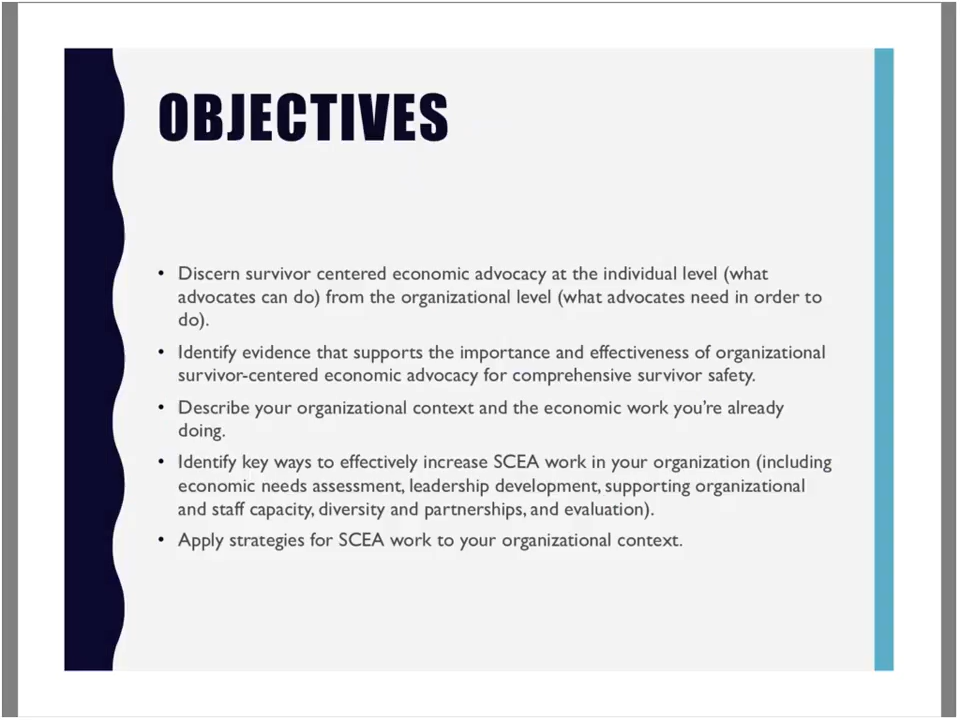 OBJECTIVES
• Discern survivor centered economic advocacy at the individual level (what
advocates can do) from the organizational level (what advocates need in order to
do).
• Identify evidence that supports the importance and effectiveness of organizational
survivor-centered economic advocacy for comprehensive survivor safety.
• Describe your organizational context and the economic work you’re already
doing.
• Identify key ways to effectively increase SCEA work in your organization (including
economic needs assessment, leadership development, supporting organizational
and staff capacity, diversity and partnerships, and evaluation).
• Apply strategies for SCEA work to your organizational context.